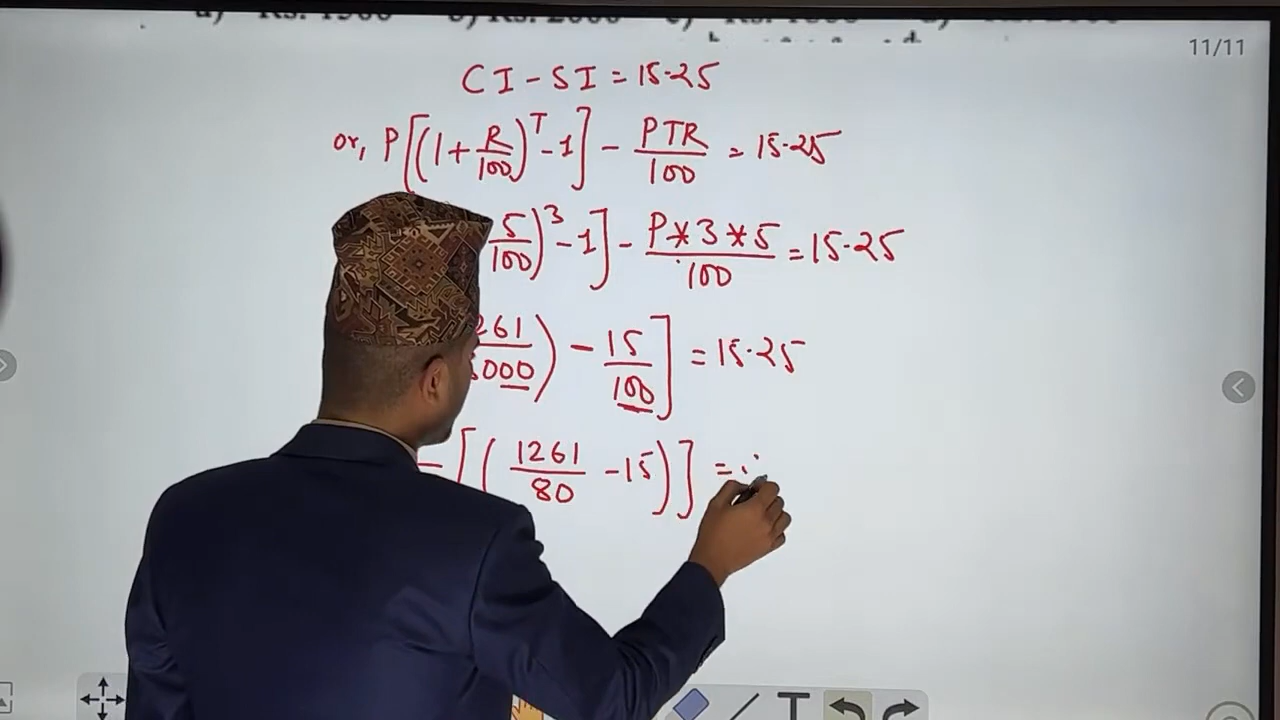 11/11
CI - SI = 15.25
or, P[(1 + R/100)^T - 1] - PTR/100 = 15.25
5/100)^3 - 1] - P*3*5/100 = 15.25
261/000) - 15/100] = 15.25
[(1261/80 - 15)] =
T